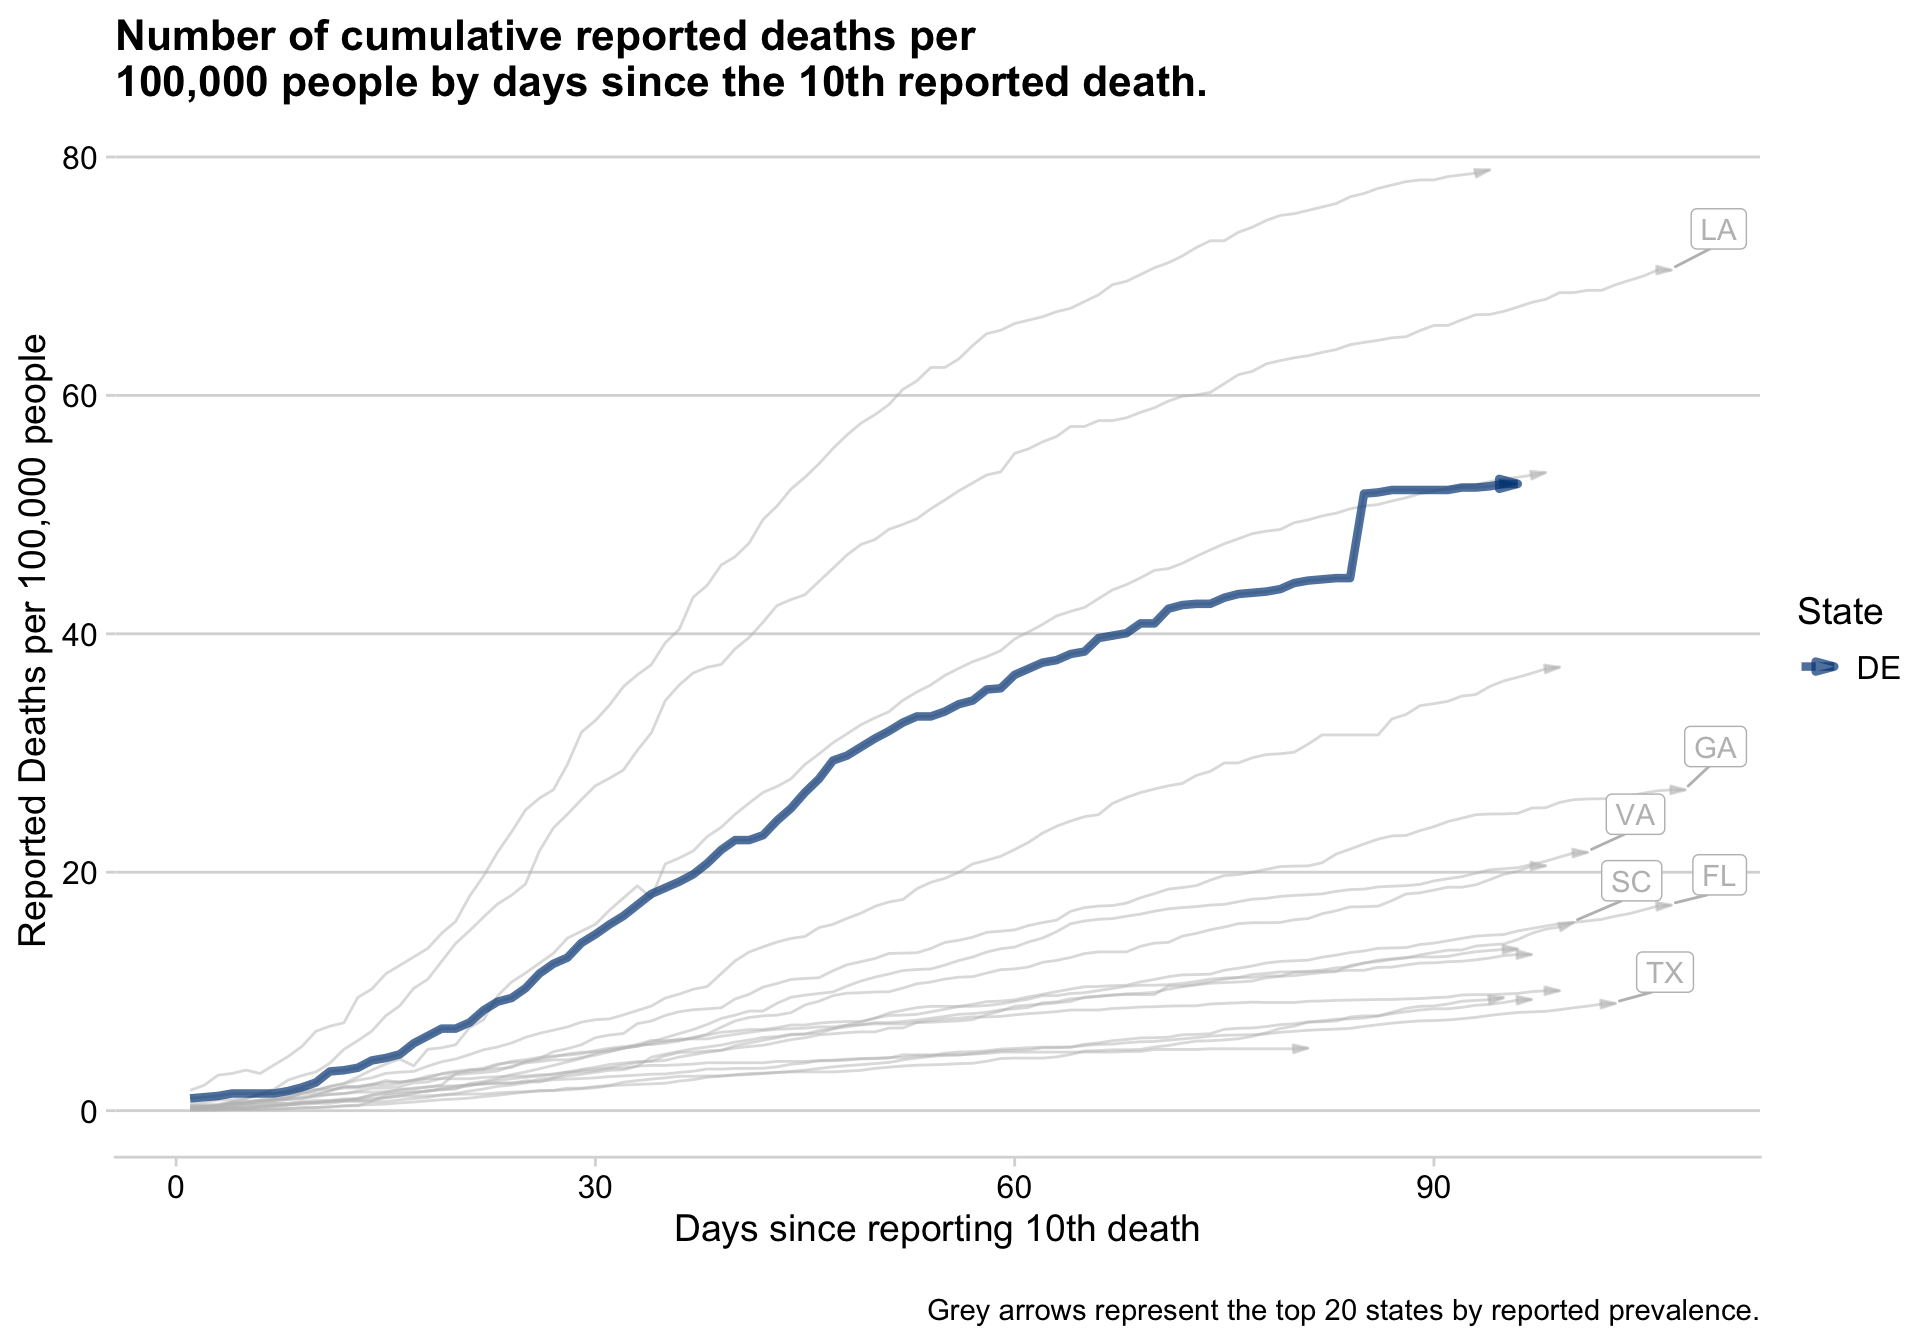 Number of cumulative reported deaths per
100,000 people by days since the 10th reported death.
Reported Deaths per 100,000 people
80
60
40
20
0
LA
GA
VA
SC
FL
TX
State
DE
0
30
60
90
Days since reporting 10th death
Grey arrows represent the top 20 states by reported prevalence.